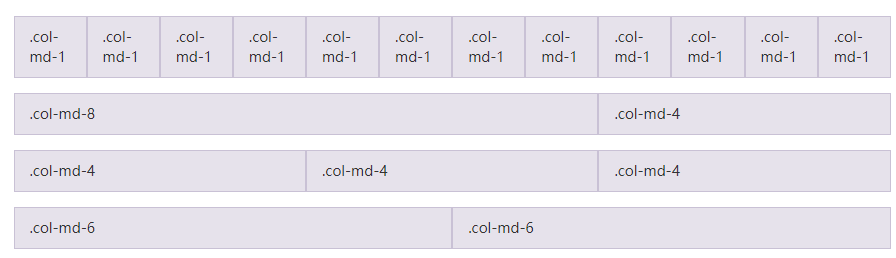 .col- .col- .col- .col- .col- .col- .col- .col- .col- .col- .col- .col-
md-1 md-1 md-1 md-1 md-1 md-1 md-1 md-1 md-1 md-1 md-1 md-1
.col-md-8 .col-md-4
.col-md-4 .col-md-4 .col-md-4
.col-md-6 .col-md-6